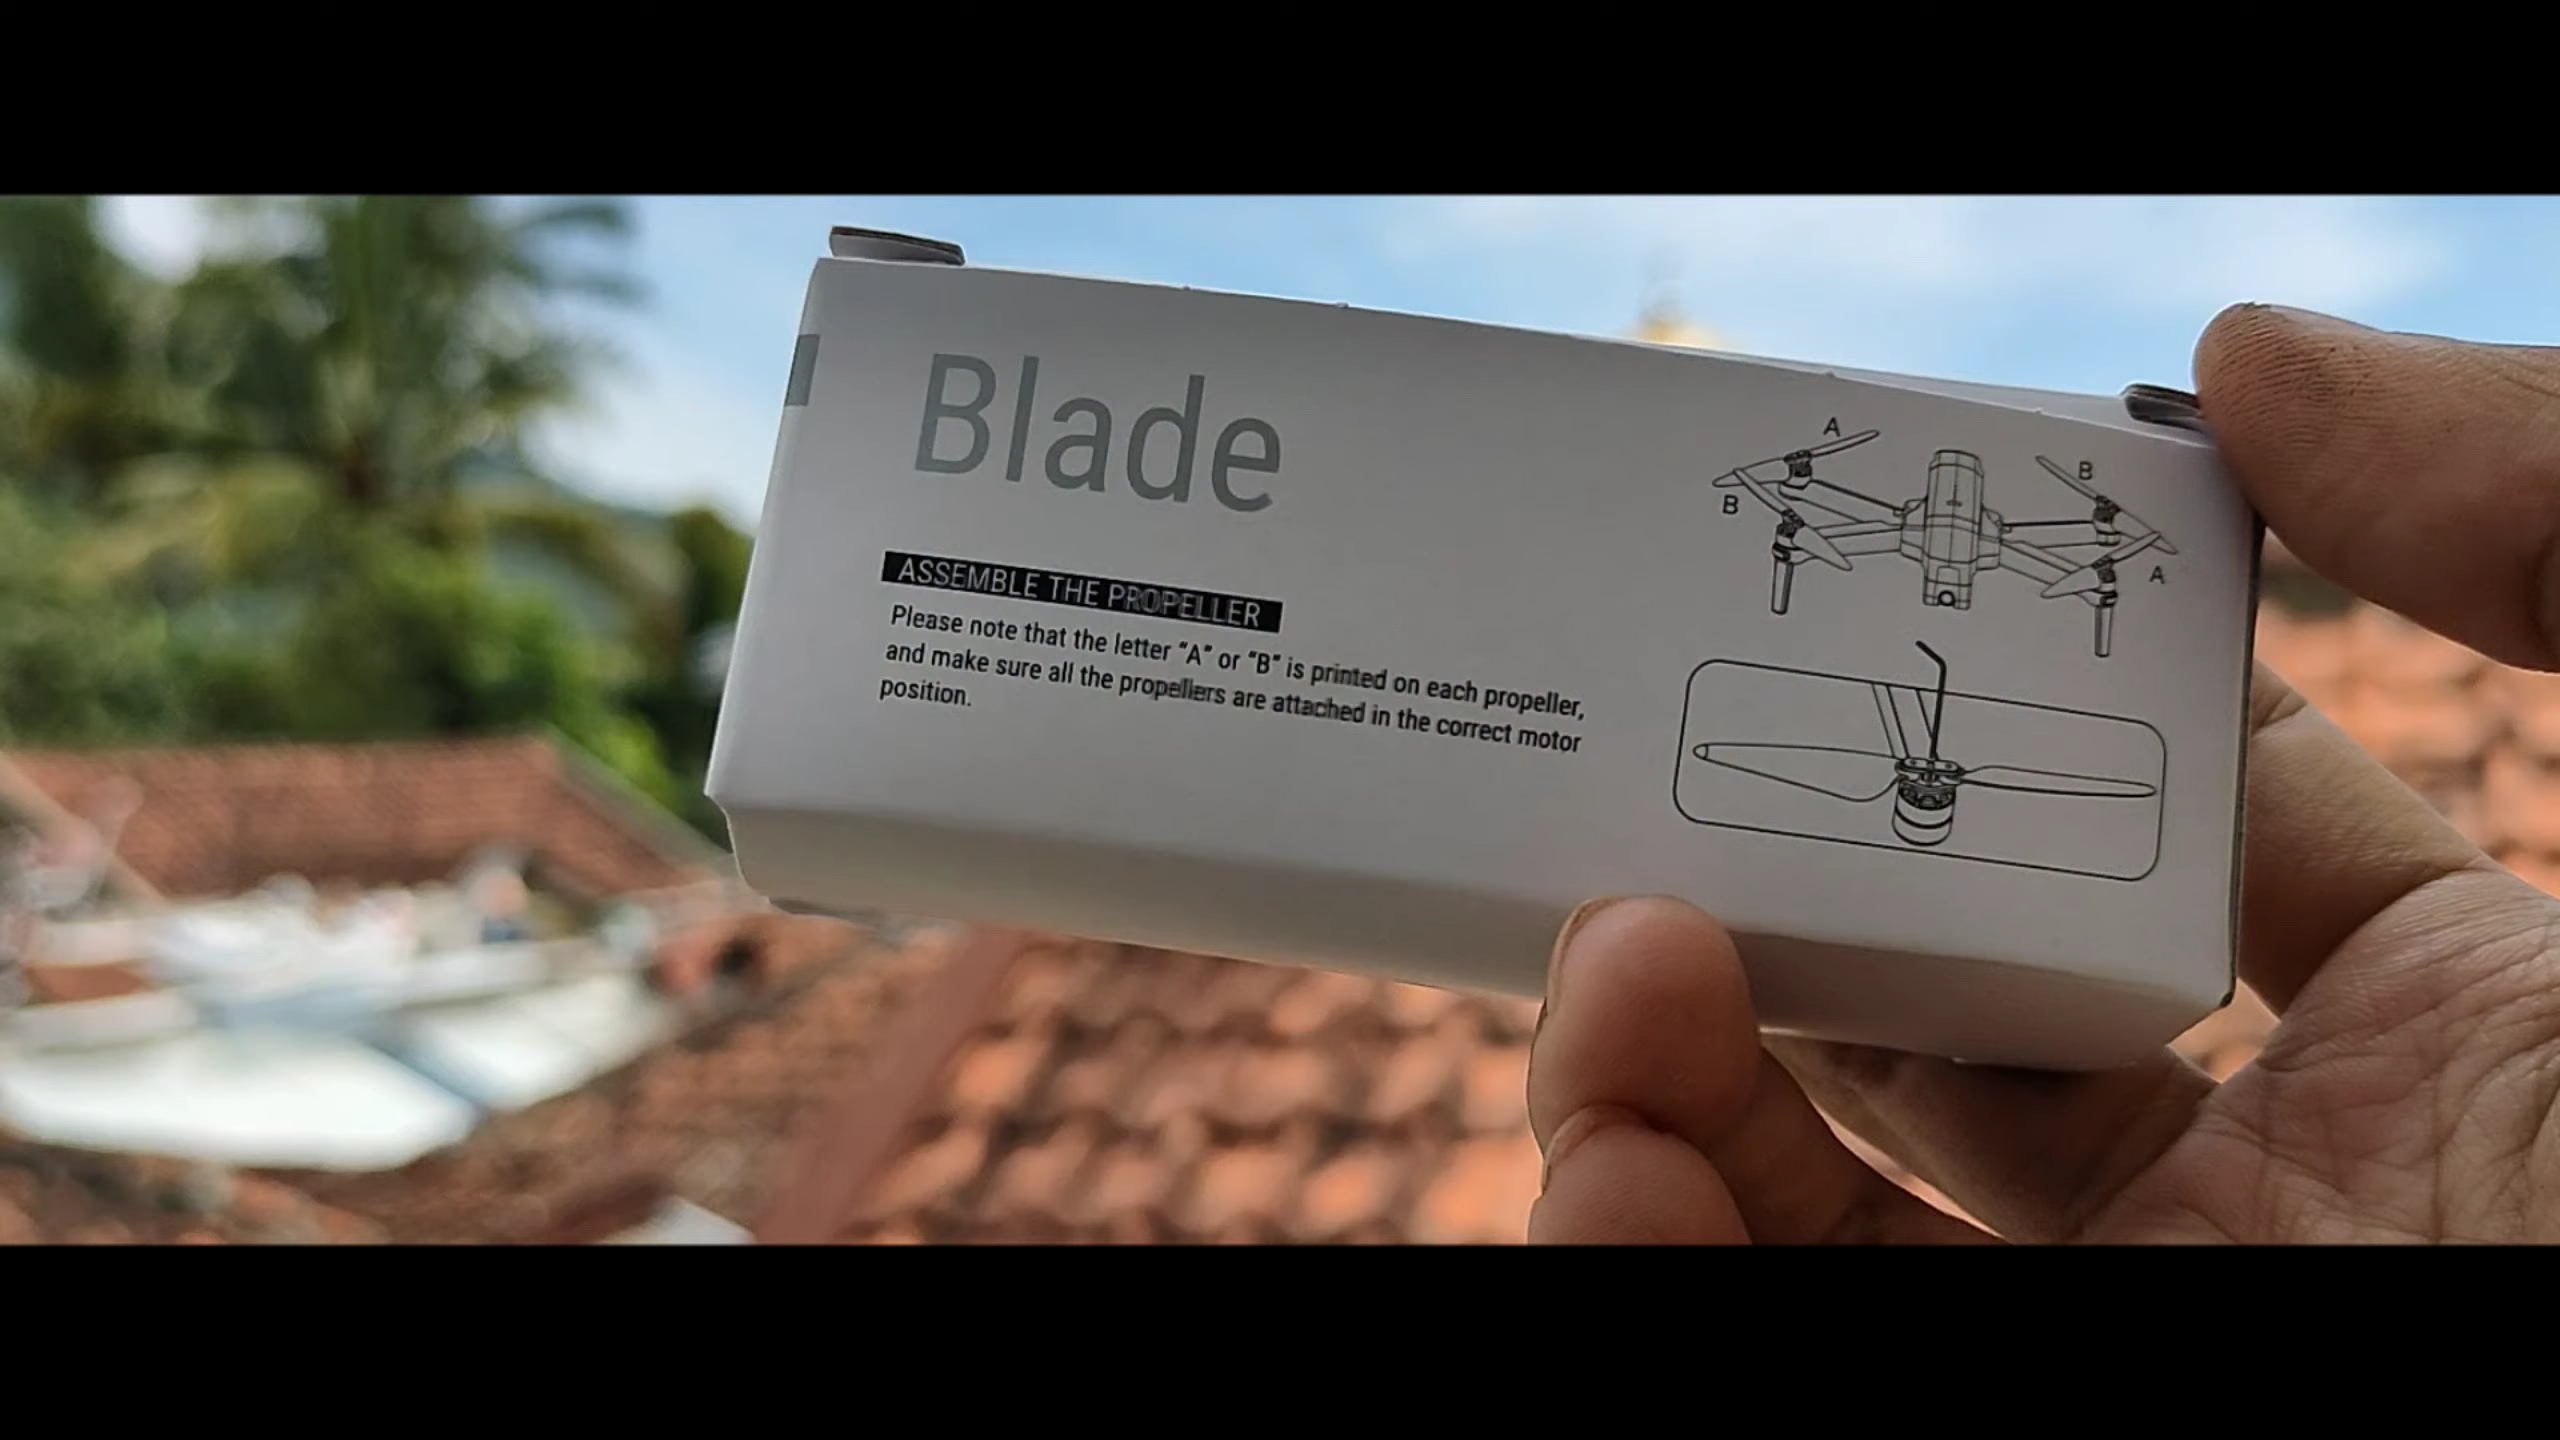 Blade
ASSEMBLE THE PROPELLER
Please note that the letter “A” or “B” is printed on each propeller,
and make sure all the propellers are attached in the correct motor
position.
A
B
B
A